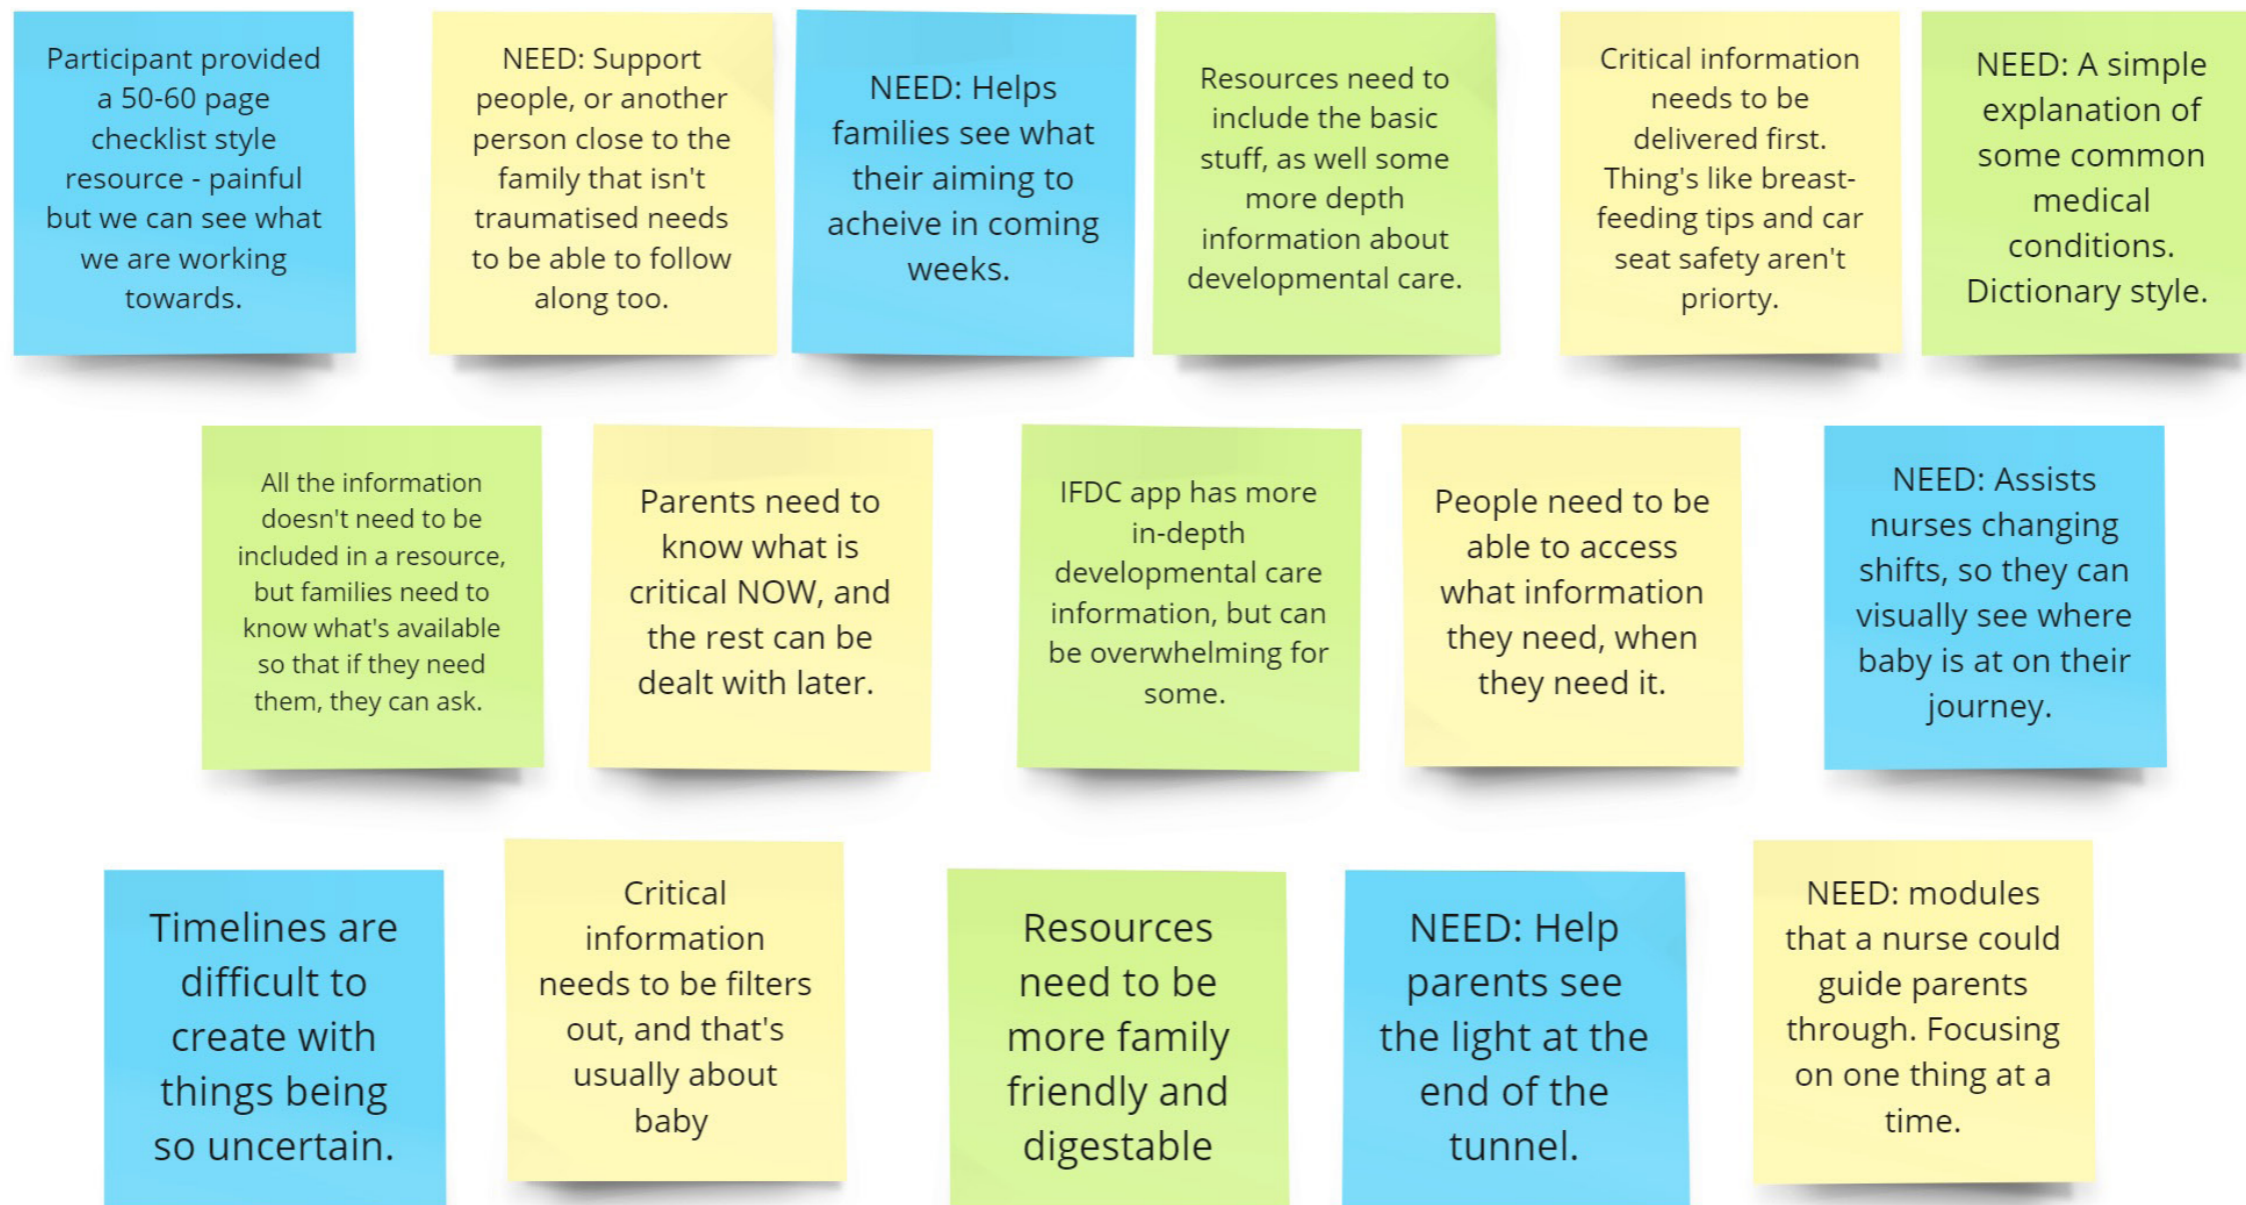 Participant provided
a 50-60 page
checklist style
resource - painful
but we can see what
we are working
towards.
NEED: Support
people, or another
person close to the
family that isn't
traumatised needs
to be able to follow
along too.
NEED: Helps
families see what
their aiming to
acheive in coming
weeks.
Resources need to
include the basic
stuff, as well some
more depth
information about
developmental care.
Critical information
needs to be
delivered first.
Thing's like breast-
feeding tips and car
seat safety aren't
priorty.
NEED: A simple
explanation of
some common
medical
conditions.
Dictionary style.
All the information
doesn't need to be
included in a resource,
but families need to
know what's available
so that if they need
them, they can ask.
Parents need to
know what is
critical NOW, and
the rest can be
dealt with later.
IFDC app has more
in-depth
developmental care
information, but can
be overwhelming for
some.
People need to be
able to access
what information
they need, when
they need it.
NEED: Assists
nurses changing
shifts, so they can
visually see where
baby is at on their
journey.
Timelines are
difficult to
create with
things being
so uncertain.
Critical
information
needs to be filters
out, and that's
usually about
baby
Resources
need to be
more family
friendly and
digestable
NEED: Help
parents see
the light at the
end of the
tunnel.
NEED: modules
that a nurse could
guide parents
through. Focusing
on one thing at a
time.